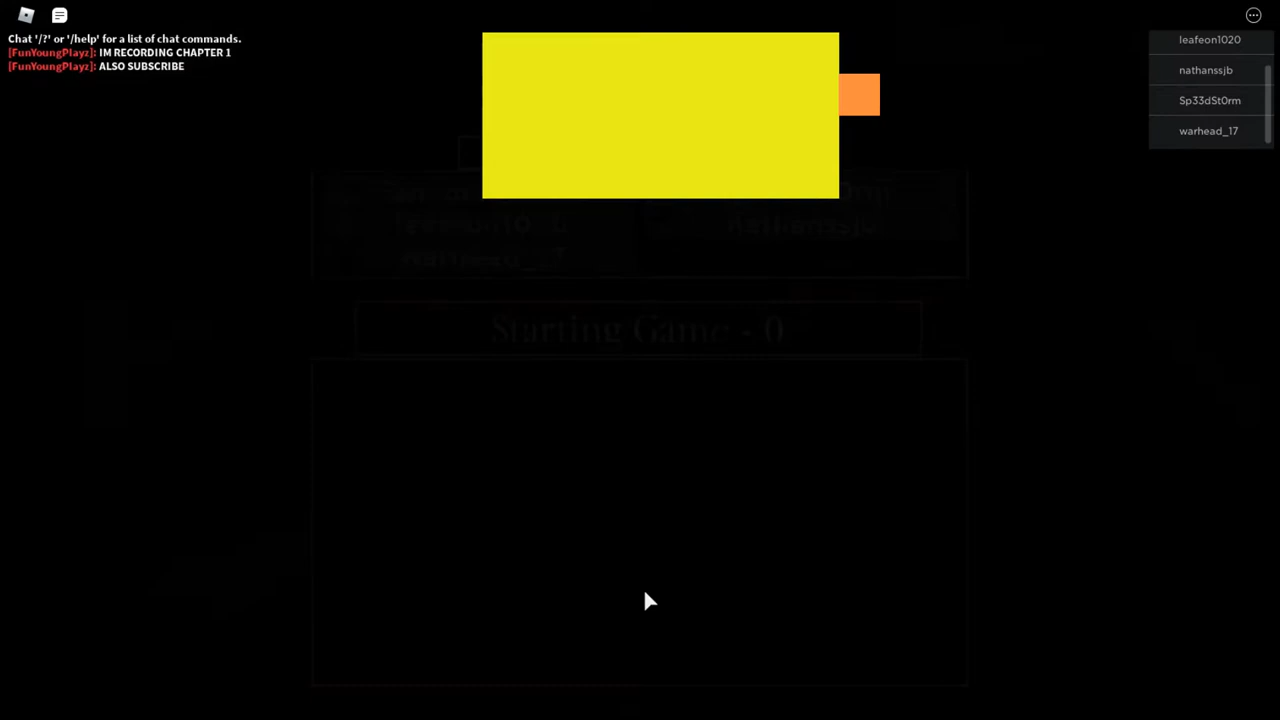 Chat '/?' or '/help' for a list of chat commands.
[FunYoungPlayz]: IM RECORDING CHAPTER 1
[FunYoungPlayz]: ALSO SUBSCRIBE
leafeon1020
nathanssjb
Sp33dSt0rm
warhead_17
nathanssjb
Starting Game - 0